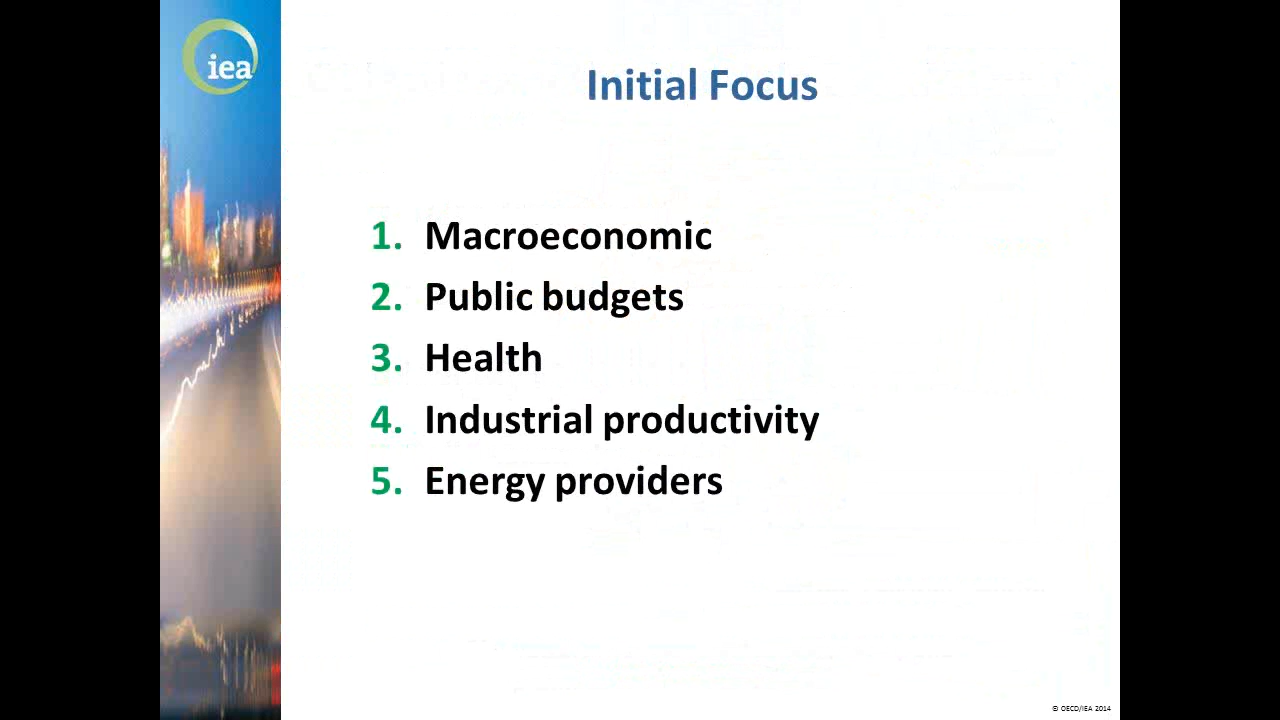 iea
Initial Focus
1. Macroeconomic
2. Public budgets
3. Health
4. Industrial productivity
5. Energy providers
© OECD/IEA 2014